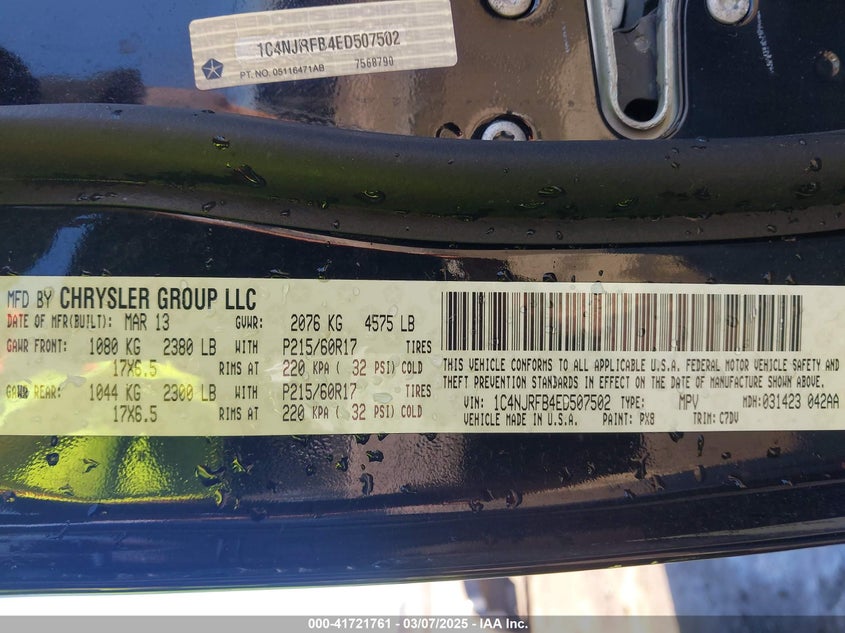 1C4NJRFB4ED507502
PT. NO. 05116471AB 7568790
MFD BY CHRYSLER GROUP LLC
DATE OF MFR(BUILT): MAR 13 GVWR: 2076 KG 4575 LB
GAWR FRONT: 1080 KG 2380 LB WITH P215/60R17 TIRES
17X6.5 RIMS AT 220 KPA ( 32 PSI) COLD
GAWR REAR: 1044 KG 2300 LB WITH P215/60R17 TIRES
17X6.5 RIMS AT 220 KPA ( 32 PSI) COLD
THIS VEHICLE CONFORMS TO ALL APPLICABLE U.S.A. FEDERAL MOTOR VEHICLE SAFETY AND
THEFT PREVENTION STANDARDS IN EFFECT ON THE DATE OF MANUFACTURE SHOWN ABOVE.
VIN: 1C4NJRFB4ED507502 TYPE: MPV MDH: 031423 042AA
VEHICLE MADE IN U.S.A. PAINT: PX8 TRIM: C7DV
000-41721761 - 03/07/2025 - IAA Inc.